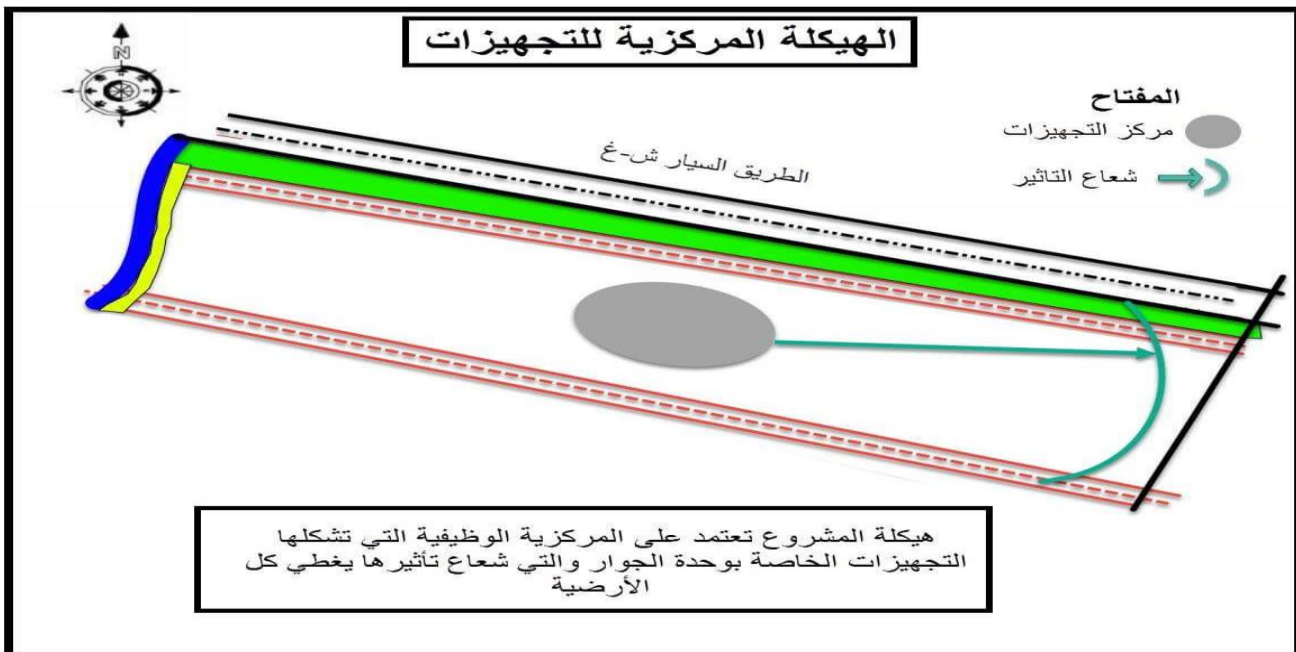 الهيكلة المركزية للتجهيزات
N
المفتاح
مركز التجهيزات
شعاع التاثير
الطريق السيار ش-غ
هيكلة المشروع تعتمد على المركزية الوظيفية التي تشكلها
التجهيزات الخاصة بوحدة الجوار والتي شعاع تأثيرها يغطي كل
الأرضية